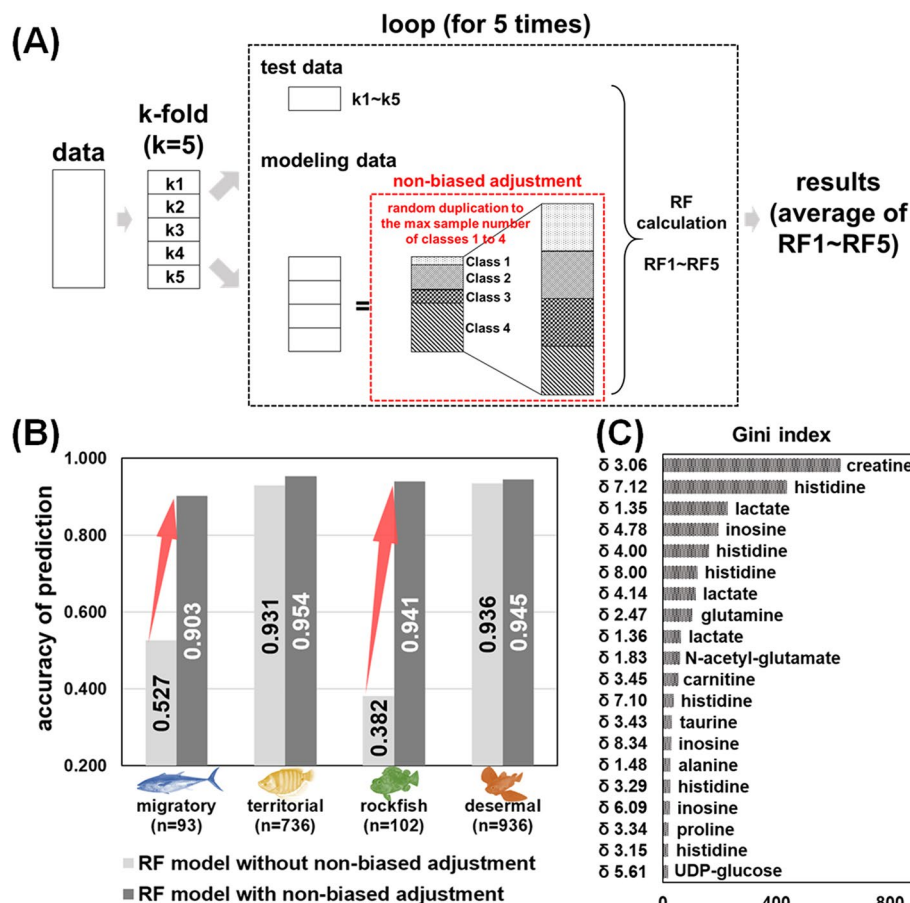 (A)
loop (for 5 times)
test data
k1~k5
k-fold
(k=5)
data
modeling data
k1
k2
k3
k4
k5
non-biased adjustment
random duplication to
the max sample number
of classes 1 to 4
Class 1
Class 2
Class 3
Class 4
=
RF
calculation
RF1~RF5
results
(average of
RF1~RF5)
(B)
accuracy of prediction
1.000
0.800
0.600
0.400
0.200
0.527
0.903
0.931
0.954
0.382
0.941
0.936
0.945
migratory
(n=93)
territorial
(n=736)
rockfish
(n=102)
desermal
(n=936)
RF model without non-biased adjustment
RF model with non-biased adjustment
(C)
Gini index
δ 3.06 creatine
δ 7.12 histidine
δ 1.35 lactate
δ 4.78 inosine
δ 4.00 histidine
δ 8.00 histidine
δ 4.14 lactate
δ 2.47 glutamine
δ 1.36 lactate
δ 1.83 N-acetyl-glutamate
δ 3.45 carnitine
δ 7.10 histidine
δ 3.43 taurine
δ 8.34 inosine
δ 1.48 alanine
δ 3.29 histidine
δ 6.09 inosine
δ 3.34 proline
δ 3.15 histidine
δ 5.61 UDP-glucose
0 400 800